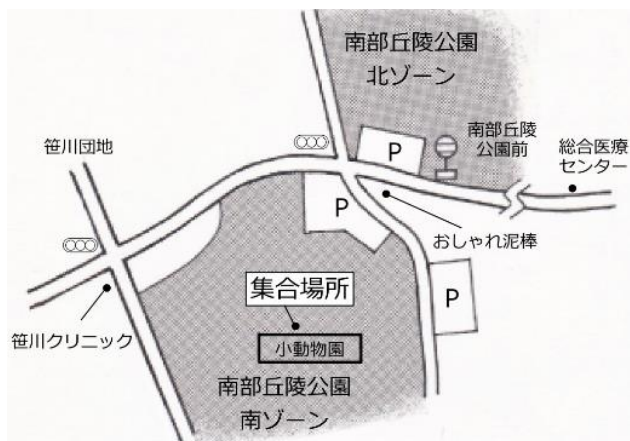 南部丘陵公園
北ゾーン
笹川団地
P
南部丘陵
公園前
総合医療
センター
P
おしゃれ泥棒
集合場所
P
笹川クリニック
小動物園
南部丘陵公園
南ゾーン